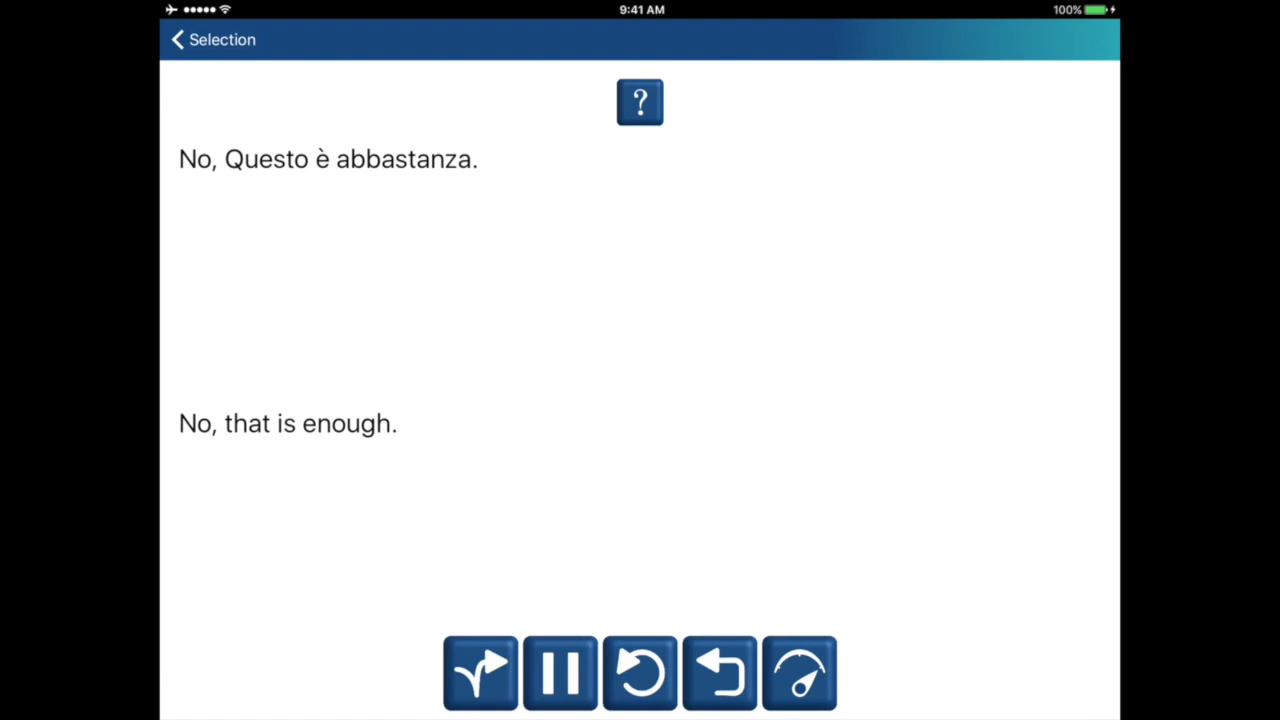 9:41 AM
100%
Selection
?
No, Questo è abbastanza.
No, that is enough.